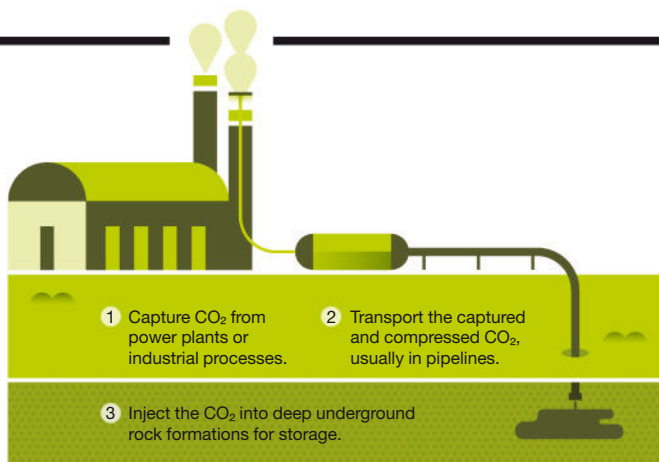 1 Capture CO₂ from
power plants or
industrial processes.
2 Transport the captured
and compressed CO₂,
usually in pipelines.
3 Inject the CO₂ into deep underground
rock formations for storage.